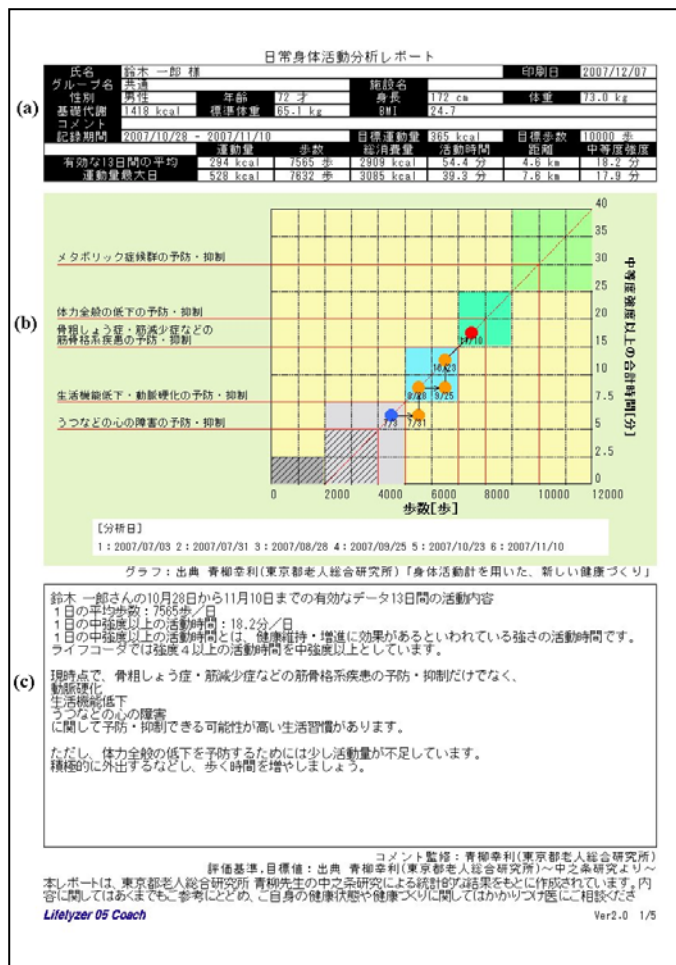 日常身体活動分析レポート
氏名 鈴木 一郎 様 印刷日 2007/12/07
グループ名 共通 施設名
(a)
性別 男性 年齢 72 才 身長 172 cm 体重 73.0 kg
基礎代謝 1418 kcal 標準体重 65.1 kg BMI 24.7
コメント
記録期間 2007/10/28 - 2007/11/10 目標運動量 365 kcal 目標歩数 10000 歩
運動量 歩数 総消費量 活動時間 距離 中等度強度
有効な13日間の平均 294 kcal 7565 歩 2909 kcal 54.4 分 4.6 km 18.2 分
運動量最大日 528 kcal 7832 歩 3085 kcal 39.3 分 7.6 km 17.9 分
(b)
メタボリック症候群の予防・抑制
体力全般の低下の予防・抑制
骨粗しょう症・筋減少症などの
筋骨格系疾患の予防・抑制
生活機能低下・動脈硬化の予防・抑制
うつなどの心の障害の予防・抑制
11/10
10/23
8/28 9/25
7/3 7/31
40
35
30
25
20
15
10
7.5
5
2.5
0
中等度強度以上の合計時間[分]
0 2000 4000 6000 8000 10000 12000
歩数[歩]
[分析日]
1:2007/07/03 2:2007/07/31 3:2007/08/28 4:2007/09/25 5:2007/10/23 6:2007/11/10
グラフ:出典 青柳幸利(東京都老人総合研究所)「身体活動計を用いた、新しい健康づくり」
(c)
鈴木 一郎さんの10月28日から11月10日までの有効なデータ13日間の活動内容
1日の平均歩数:7565歩/日
1日の中強度以上の活動時間:18.2分/日
1日の中強度以上の活動時間とは、健康維持・増進に効果があるといわれている強さの活動時間です。
ライフコーダでは強度4以上の活動時間を中強度以上としています。
現時点で、骨粗しょう症・筋減少症などの筋骨格系疾患の予防・抑制だけでなく、
動脈硬化
生活機能低下
うつなどの心の障害
に関して予防・抑制できる可能性が高い生活習慣があります。
ただし、体力全般の低下を予防するためには少し活動量が不足しています。
積極的に外出するなどし、歩く時間を増やしましょう。
コメント監修:青柳幸利(東京都老人総合研究所)
評価基準,目標値:出典 青柳幸利(東京都老人総合研究所)~中之条研究より~
本レポートは、東京都老人総合研究所 青柳先生の中之条研究による統計的な結果をもとに作成されています。内
容に関してはあくまでもご参考にとどめ、ご自身の健康状態や健康づくりに関してはかかりつけ医にご相談くださ
Lifelyzer 05 Coach Ver2.0 1/5